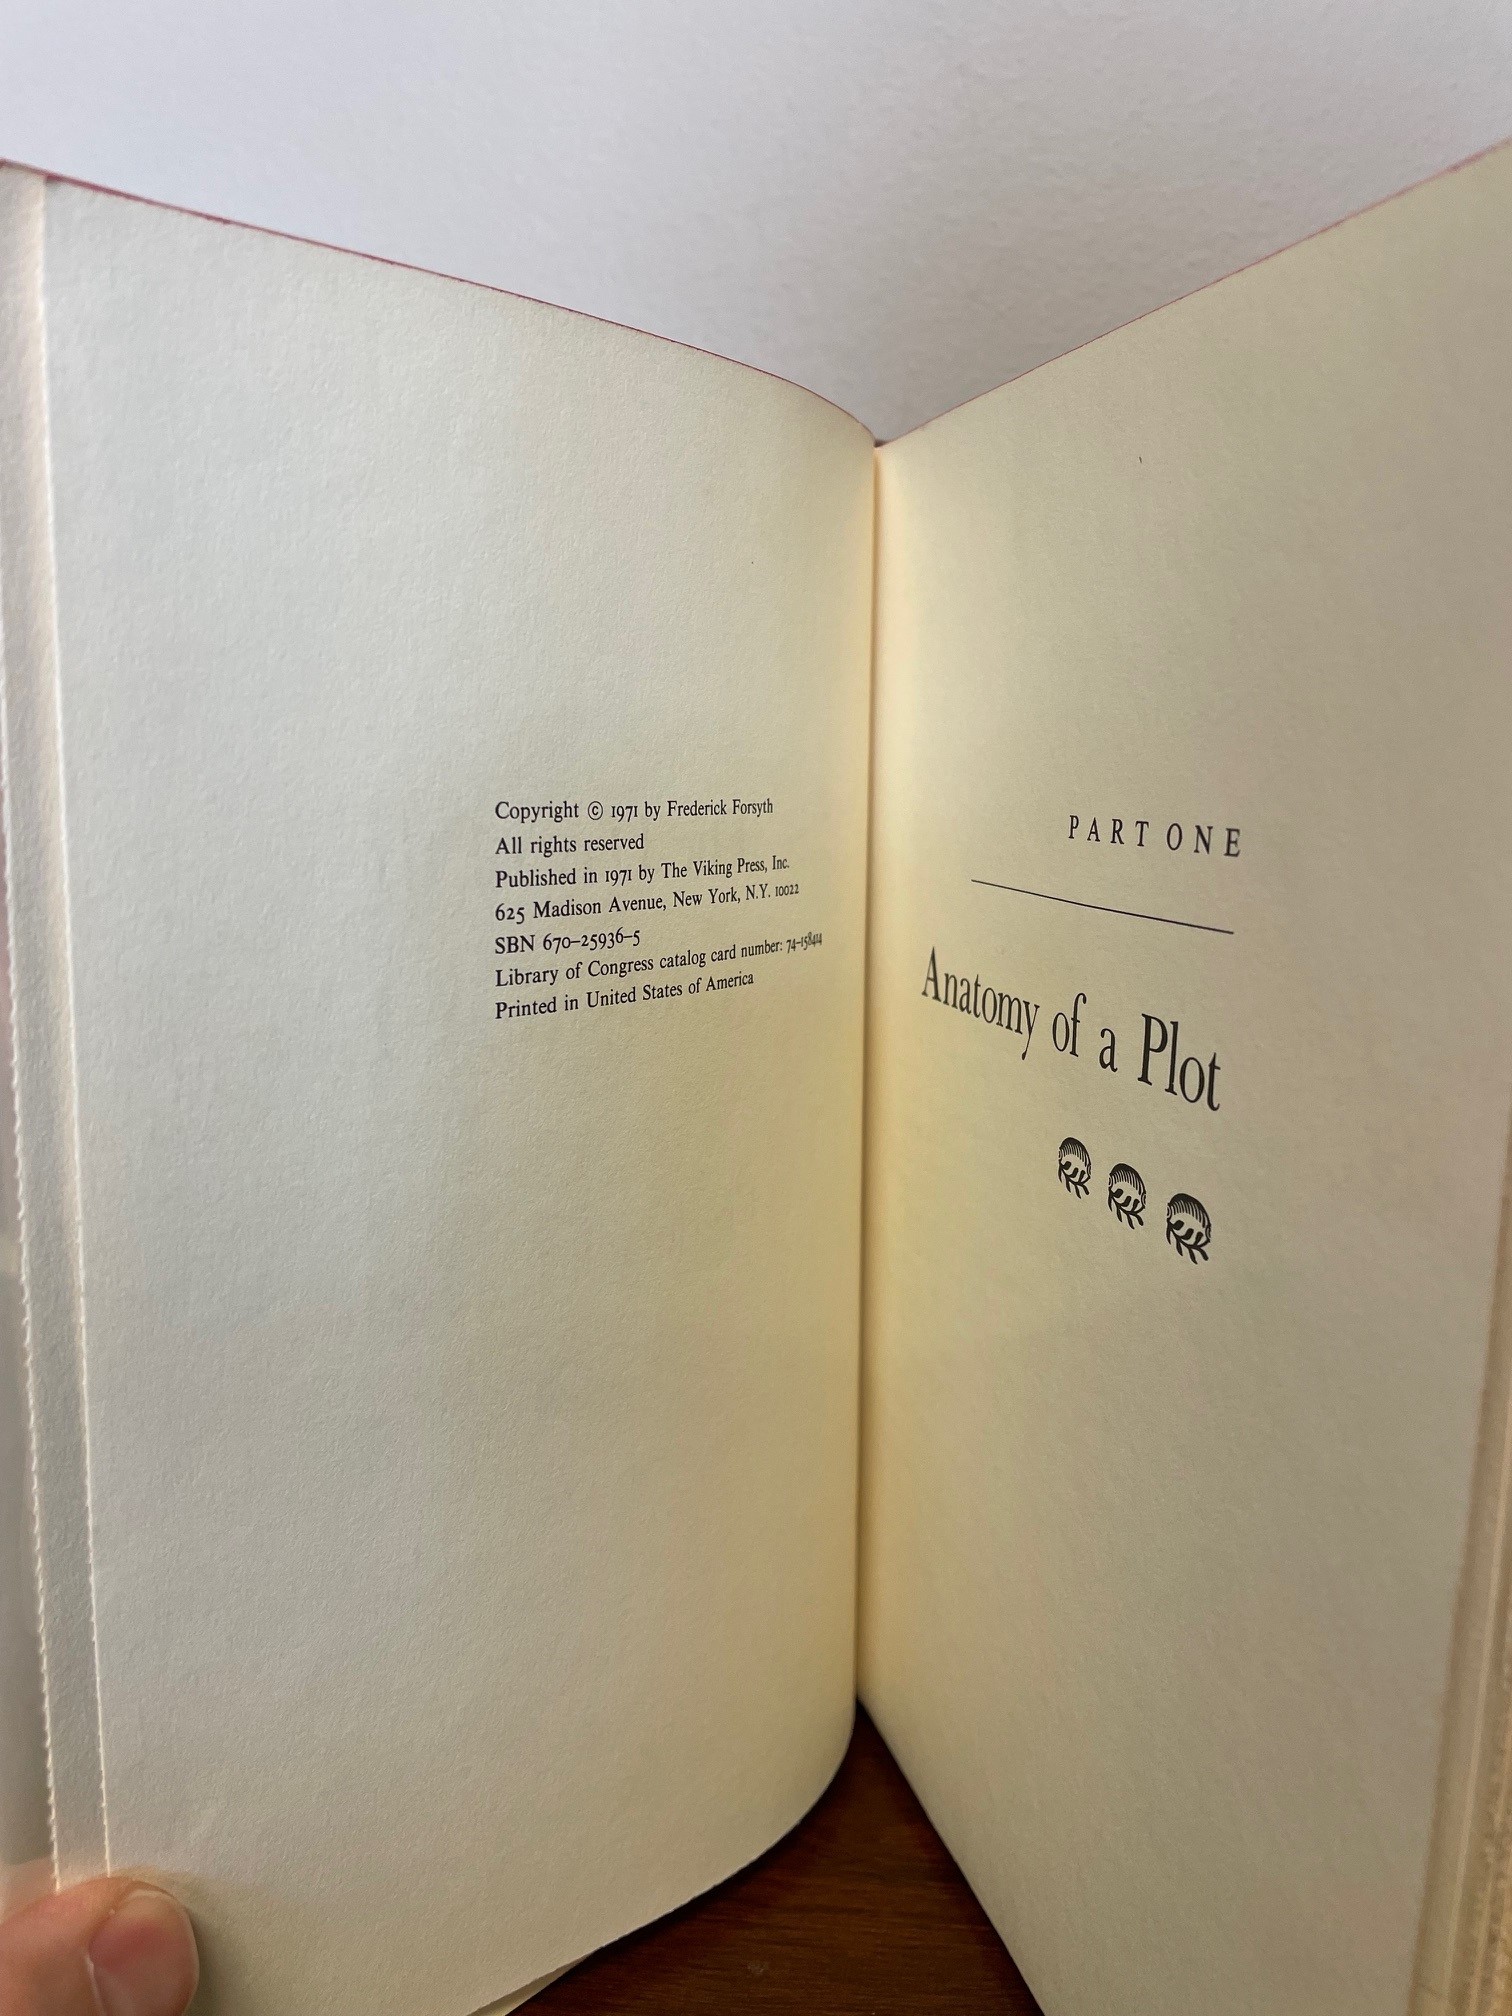 Copyright © 1971 by Frederick Forsyth
All rights reserved
Published in 1971 by The Viking Press, Inc.
625 Madison Avenue, New York, N.Y. 10022
SBN 670–25936–5
Library of Congress catalog card number: 74–158414
Printed in United States of America
PART ONE
Anatomy of a Plot